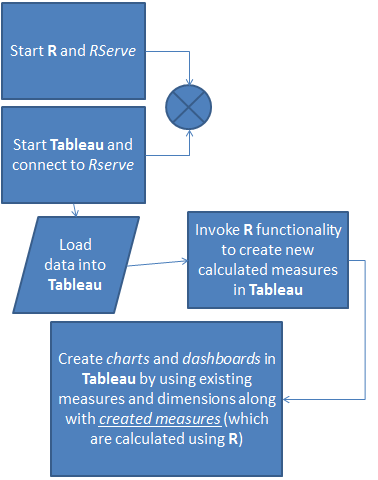 Start R and RServe
Start Tableau and
connect to Rserve
Load
data into
Tableau
Invoke R functionality
to create new
calculated measures
in Tableau
Create charts and dashboards in
Tableau by using existing
measures and dimensions along
with created measures (which
are calculated using R)